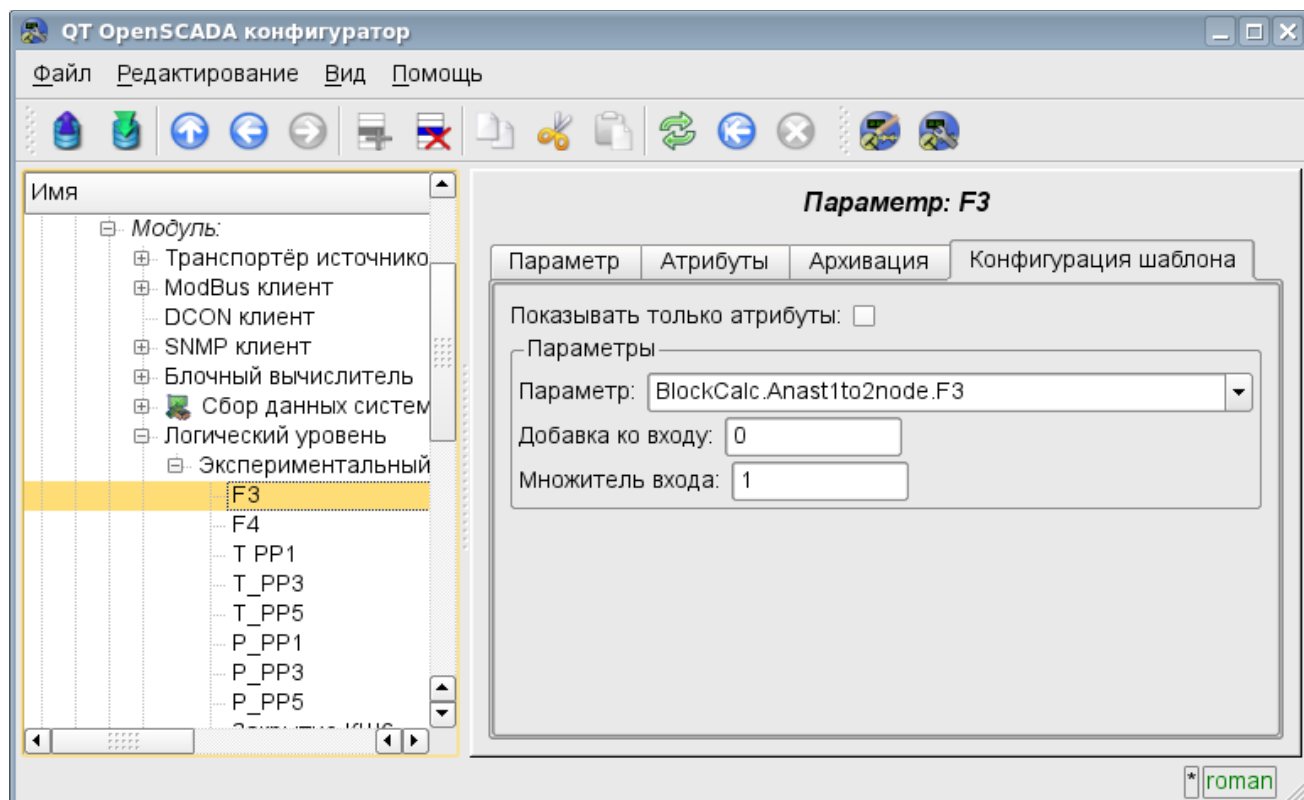 QT OpenSCADA конфигуратор
Файл Редактирование Вид Помощь
Имя
Модуль:
Транспортёр источнико
ModBus клиент
DCON клиент
SNMP клиент
Блочный вычислитель
Сбор данных систем
Логический уровень
Экспериментальный
F3
F4
T PP1
T_PP3
T_PP5
P_PP1
P_PP3
P_PP5
Параметр: F3
Параметр Атрибуты Архивация Конфигурация шаблона
Показывать только атрибуты:
Параметры
Параметр: BlockCalc.Anast1to2node.F3
Добавка ко входу: 0
Множитель входа: 1
* roman